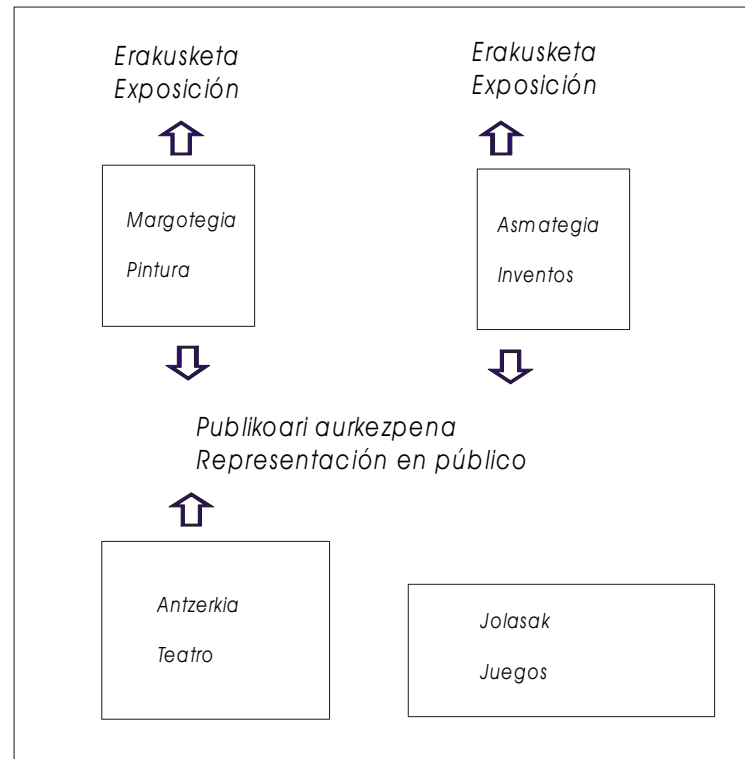 Erakusketa
Exposición
Erakusketa
Exposición
Margotegia
Pintura
Asmategia
Inventos
Publikoari aurkezpena
Representación en público
Antzerkia
Teatro
Jolasak
Juegos